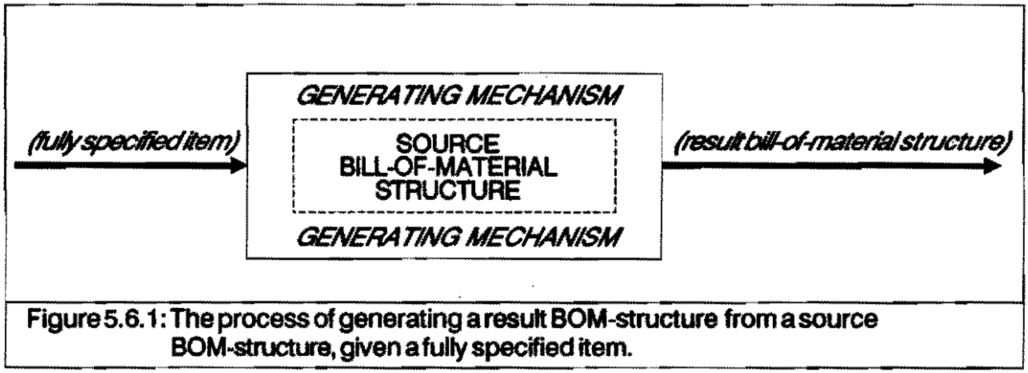 GENERATING MECHANISM
(fully specified item)
SOURCE
BILL-OF-MATERIAL
STRUCTURE
(result bill-of-material structure)
GENERATING MECHANISM
Figure 5.6.1: The process of generating a result BOM-structure from a source
BOM-structure, given a fully specified item.